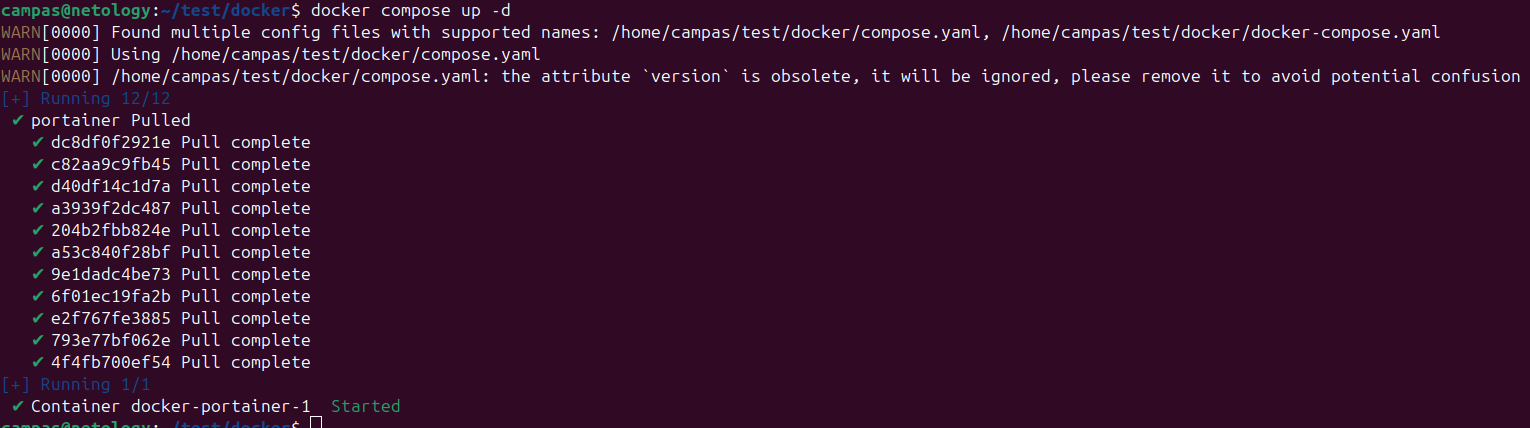 campas@netology:~/test/docker$ docker compose up -d
WARN[0000] Found multiple config files with supported names: /home/campas/test/docker/compose.yaml, /home/campas/test/docker/docker-compose.yaml
WARN[0000] Using /home/campas/test/docker/compose.yaml
WARN[0000] /home/campas/test/docker/compose.yaml: the attribute `version` is obsolete, it will be ignored, please remove it to avoid potential confusion
[+] Running 12/12
✔ portainer Pulled
✔ dc8df0f2921e Pull complete
✔ c82aa9c9fb45 Pull complete
✔ d40df14c1d7a Pull complete
✔ a3939f2dc487 Pull complete
✔ 204b2fbb824e Pull complete
✔ a53c840f28bf Pull complete
✔ 9e1dadc4be73 Pull complete
✔ 6f01ec19fa2b Pull complete
✔ e2f767fe3885 Pull complete
✔ 793e77bf062e Pull complete
✔ 4f4fb700ef54 Pull complete
[+] Running 1/1
✔ Container docker-portainer-1 Started
campas@netology:~/test/docker$